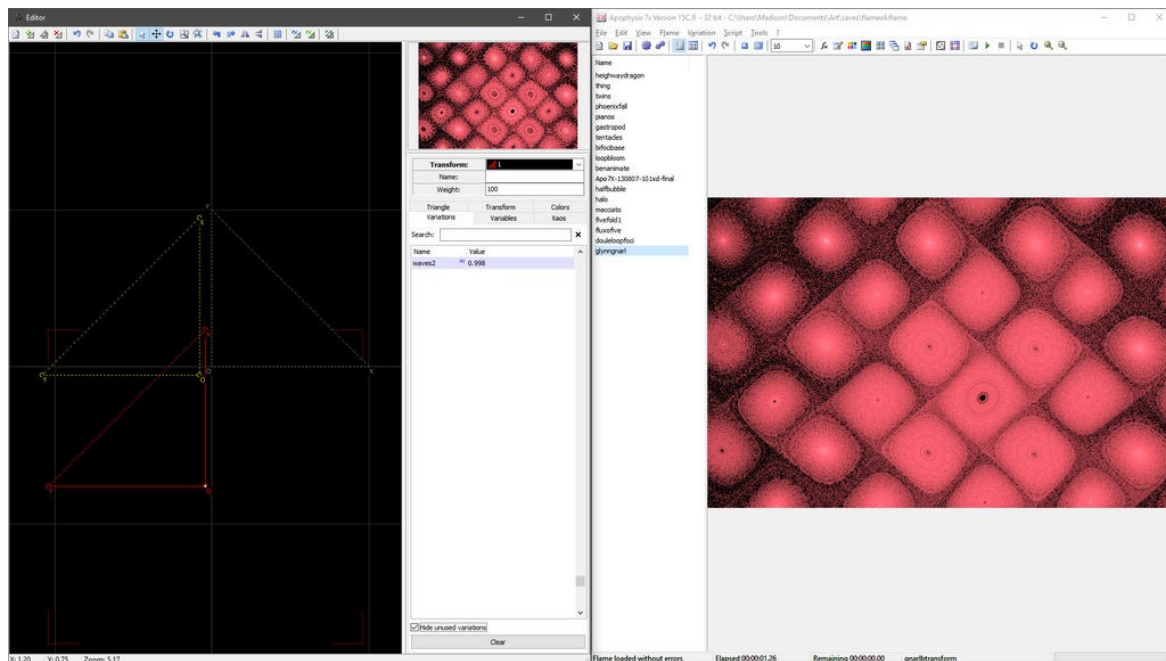 Editor
Transform: 1
Name:
Weight: 100
Triangle Transform Colors
Variations Variables Xaos
Search:
Name Value
waves2 0.998
Hide unused variations
Clear
X: 1.20 Y: 0.75 Zoom: 5.17
Apophysis 7x Version 15C.9 - 32 bit - C:\Users\Madison\Documents\Art\saves\flames4.flame
File Edit View Flame Variation Script Tools ?
10
Name
heighwaydragon
thing
twins
phoenixfall
pianos
gastropod
tentacles
bifocibase
loopbloom
benanimate
Apo7X-130807-101xd-final
halfbubble
halo
macciato
fivefold1
fluxofive
douleloopfoci
glynngnarl
Flame loaded without errors Elapsed 00:00:01.26 Remaining 00:00:00.00 gnarlbtransform